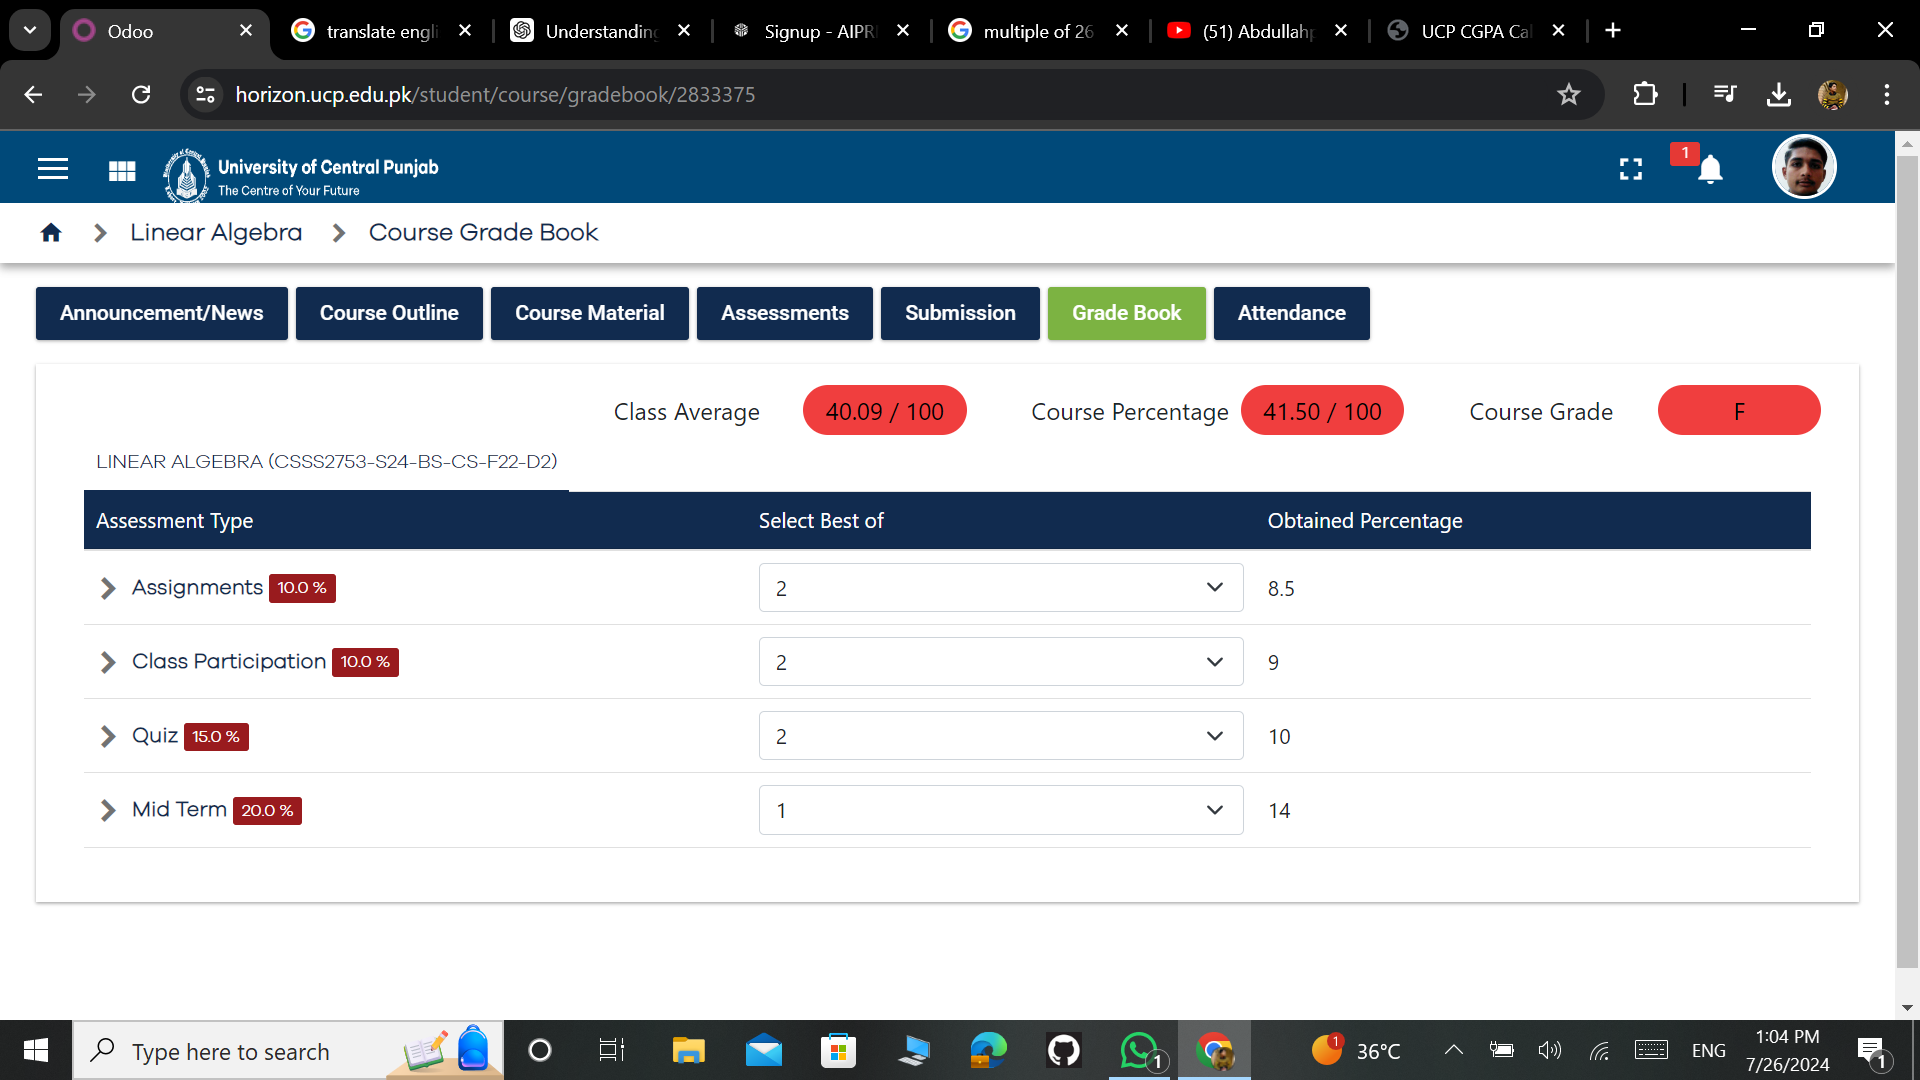 Odoo
translate engli
Understanding
Signup - AIPR
multiple of 26
(51) Abdullah
UCP CGPA Cal
horizon.ucp.edu.pk/student/course/gradebook/2833375
University of Central Punjab
The Centre of Your Future
1
Linear Algebra
Course Grade Book
Announcement/News
Course Outline
Course Material
Assessments
Submission
Grade Book
Attendance
Class Average
40.09 / 100
Course Percentage
41.50 / 100
Course Grade
F
LINEAR ALGEBRA (CSSS2753-S24-BS-CS-F22-D2)
Assessment Type
Select Best of
Obtained Percentage
Assignments 10.0 %
2
8.5
Class Participation 10.0 %
2
9
Quiz 15.0 %
2
10
Mid Term 20.0 %
1
14
Type here to search
1
1
36°C
ENG
1:04 PM
7/26/2024
1